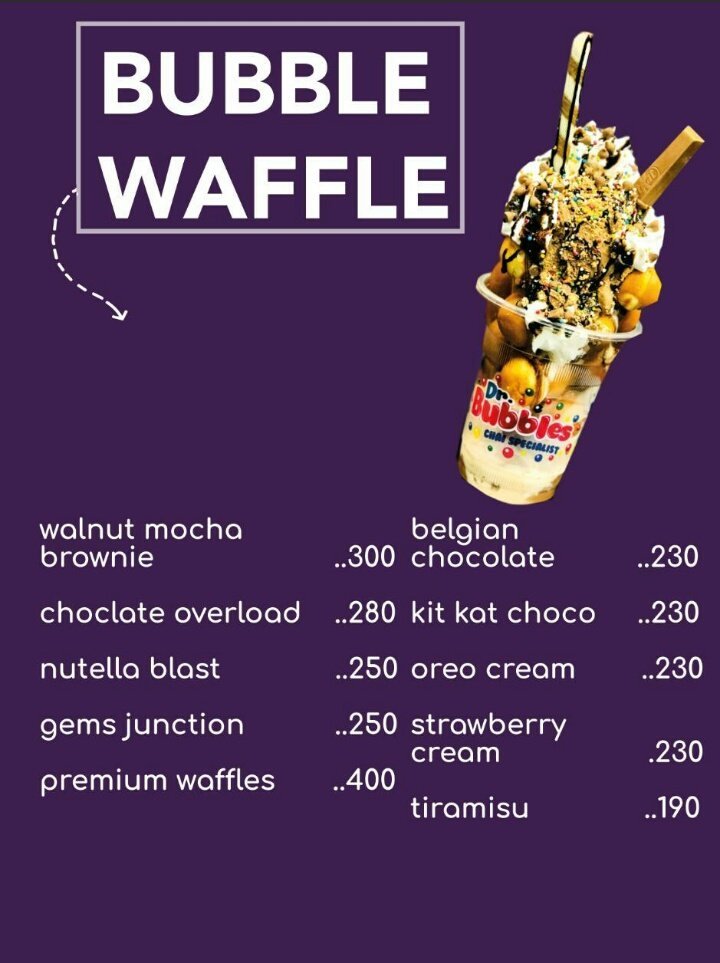 BUBBLE
WAFFLE
Dr.
Bubbles
CHAI SPECIALIST
walnut mocha
brownie ..300
choclate overload ..280
nutella blast ..250
gems junction ..250
premium waffles ..400
belgian
chocolate ..230
kit kat choco ..230
oreo cream ..230
strawberry
cream .230
tiramisu ..190